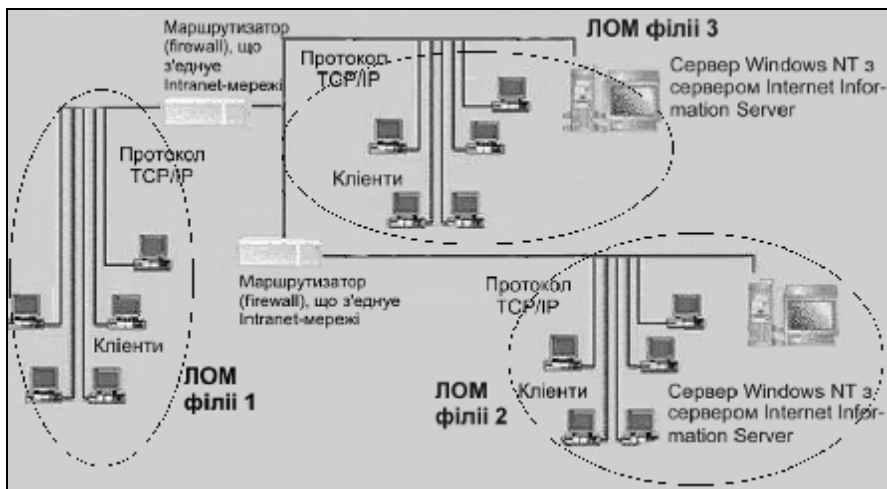 Маршрутизатор
(firewall), що
з'єднує
Intranet-мережі
Протокол
TCP/IP
ЛОМ філії 3
Сервер Windows NT з
сервером Internet Infor-
mation Server
Протокол
TCP/IP
Клієнти
Маршрутизатор
(firewall), що з'єднує
Intranet-мережі
Клієнти
ЛОМ
філії 1
Протокол
TCP/IP
Клієнти
ЛОМ
філії 2
Сервер Windows NT з
сервером Internet Infor-
mation Server